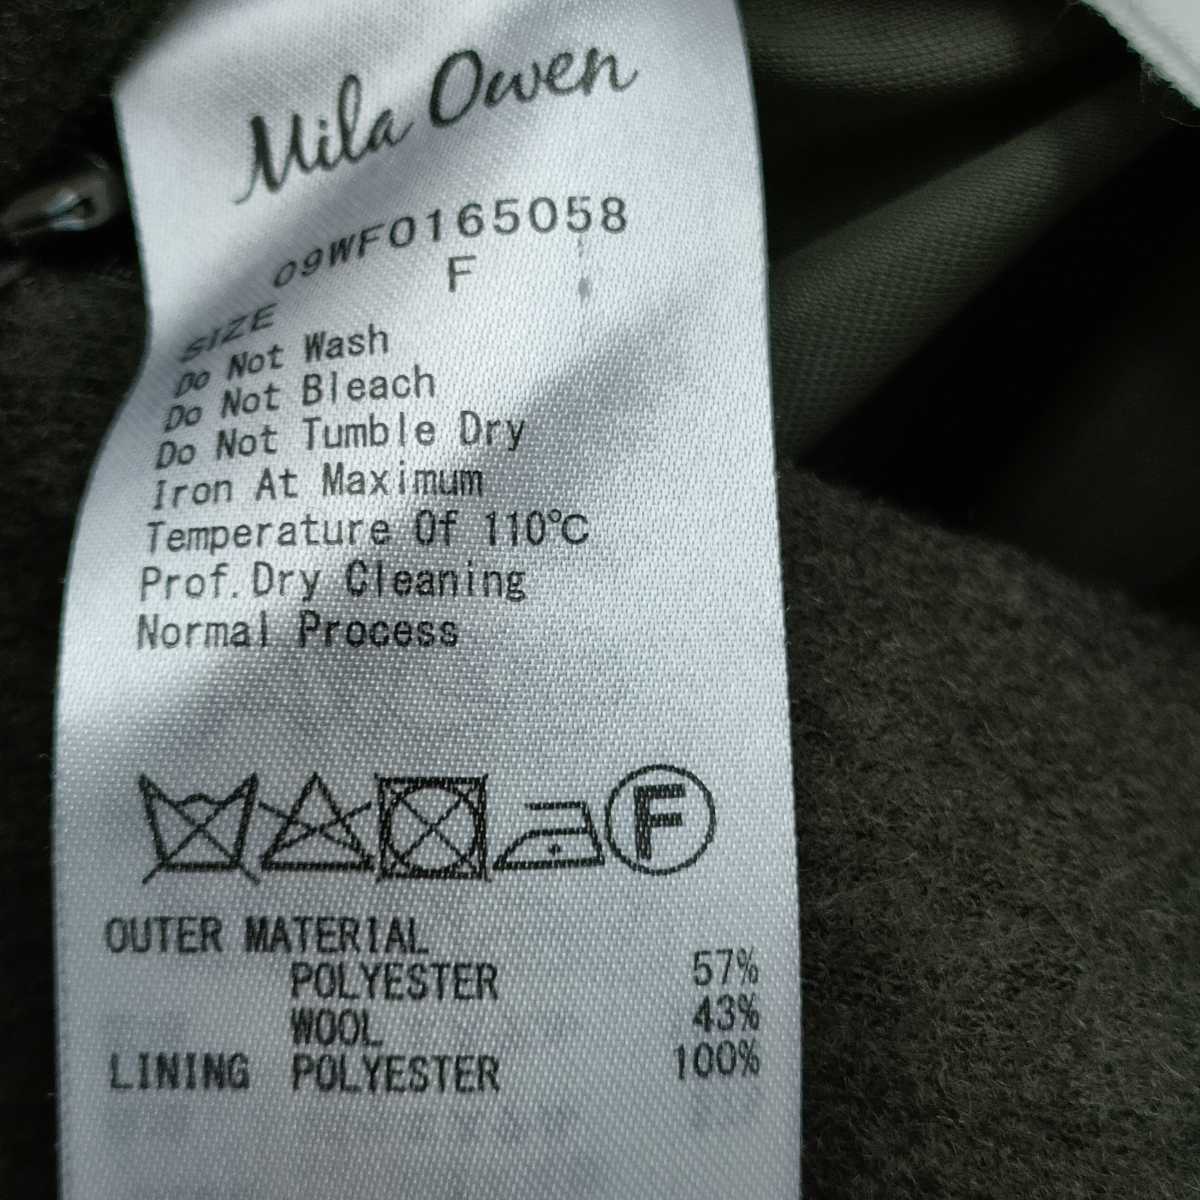 Mila Owen
09WF0165058
SIZE F
Do Not Wash
Do Not Bleach
Do Not Tumble Dry
Iron At Maximum
Temperature Of 110℃
Prof.Dry Cleaning
Normal Process
F
OUTER MATERIAL
POLYESTER 57%
WOOL 43%
LINING POLYESTER 100%